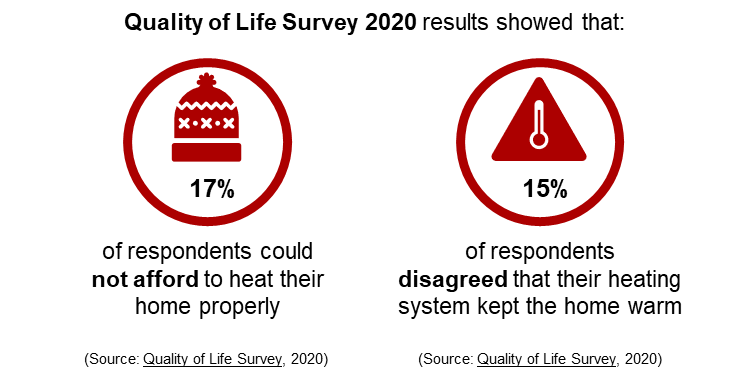 Quality of Life Survey 2020 results showed that:
17%
of respondents could
not afford to heat their
home properly
(Source: Quality of Life Survey, 2020)
15%
of respondents
disagreed that their heating
system kept the home warm
(Source: Quality of Life Survey, 2020)